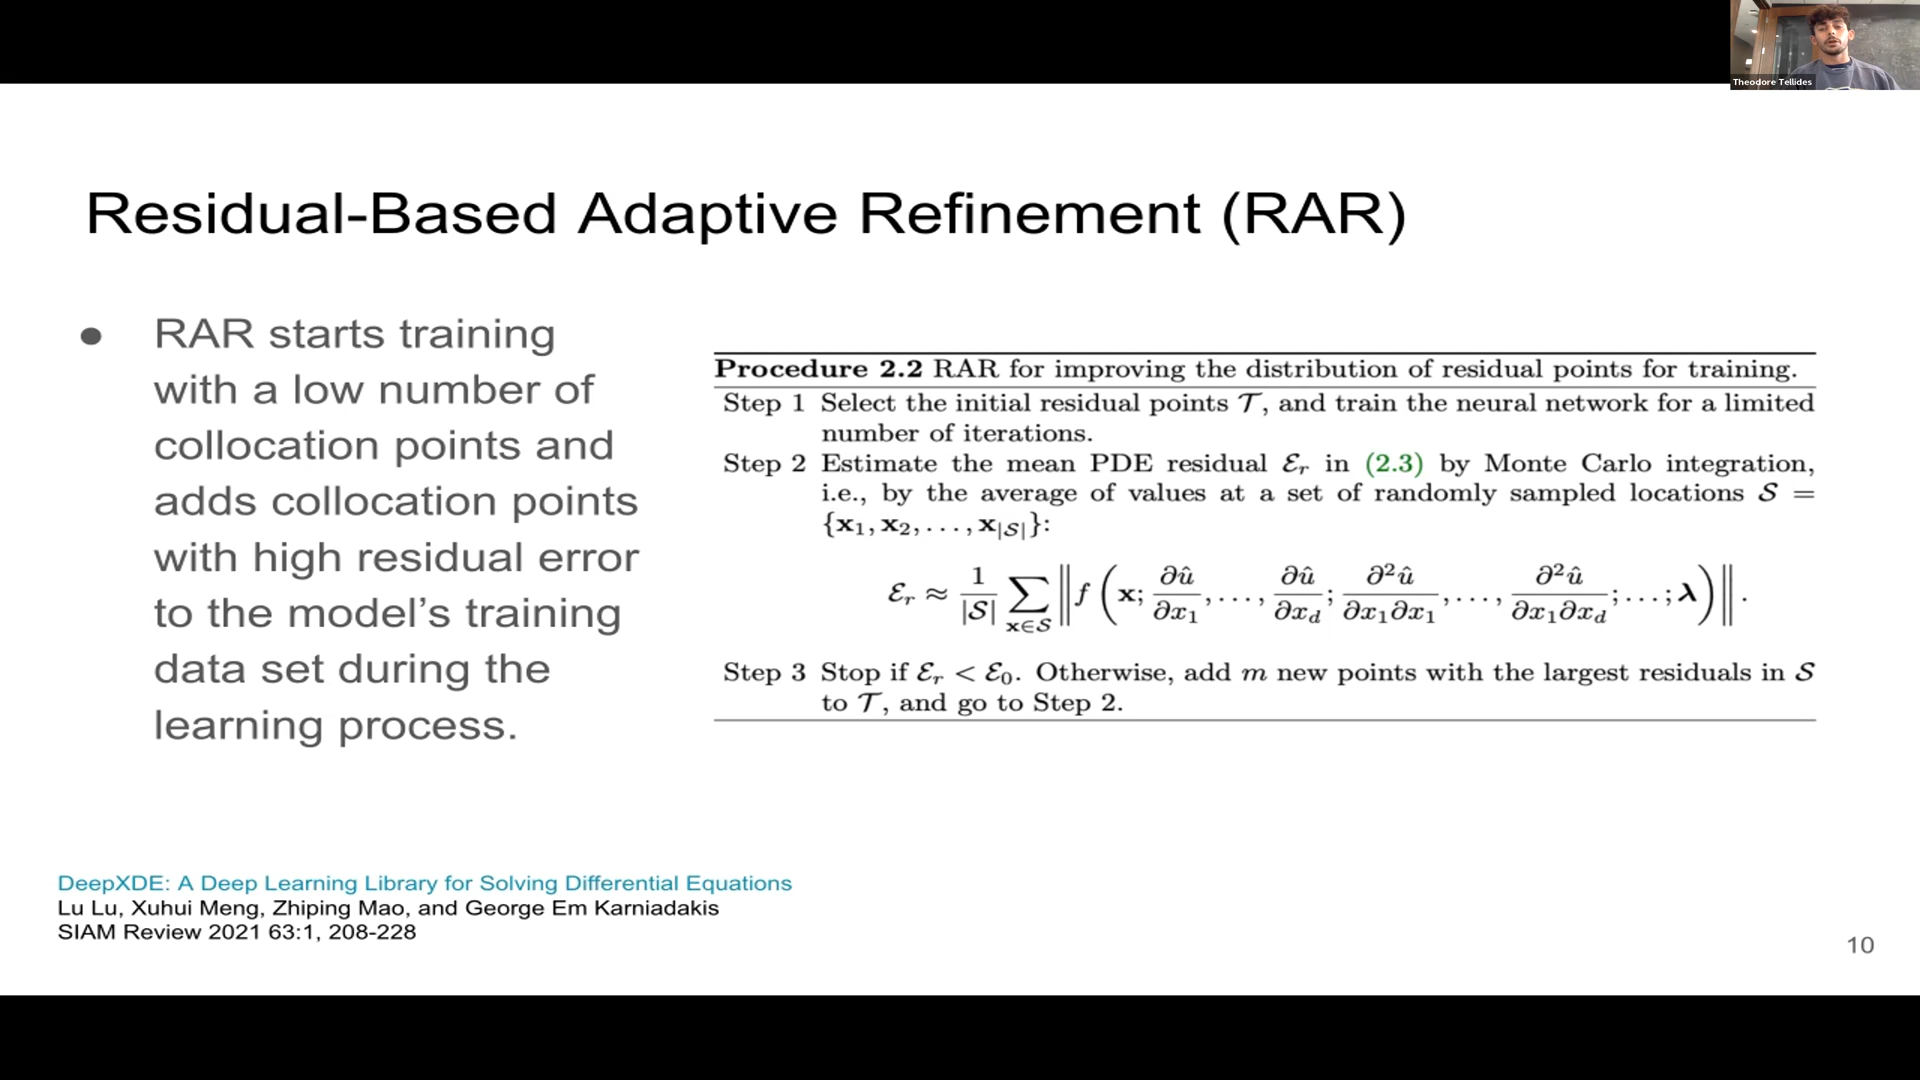 Theodore Tellides
Residual-Based Adaptive Refinement (RAR)
● RAR starts training
with a low number of
collocation points and
adds collocation points
with high residual error
to the model’s training
data set during the
learning process.
Procedure 2.2 RAR for improving the distribution of residual points for training.
Step 1 Select the initial residual points 𝒯, and train the neural network for a limited
number of iterations.
Step 2 Estimate the mean PDE residual ℰᵣ in (2.3) by Monte Carlo integration,
i.e., by the average of values at a set of randomly sampled locations 𝒮 =
{x₁, x₂, . . . , x|𝒮|}:
ℰᵣ ≈ 1/|𝒮| ∑x∈𝒮 ‖f (x; ∂û/∂x₁, . . . , ∂û/∂x_d; ∂²û/∂x₁∂x₁, . . . , ∂²û/∂x₁∂x_d; . . . ; λ)‖ .
Step 3 Stop if ℰᵣ < ℰ₀. Otherwise, add m new points with the largest residuals in 𝒮
to 𝒯, and go to Step 2.
DeepXDE: A Deep Learning Library for Solving Differential Equations
Lu Lu, Xuhui Meng, Zhiping Mao, and George Em Karniadakis
SIAM Review 2021 63:1, 208-228
10